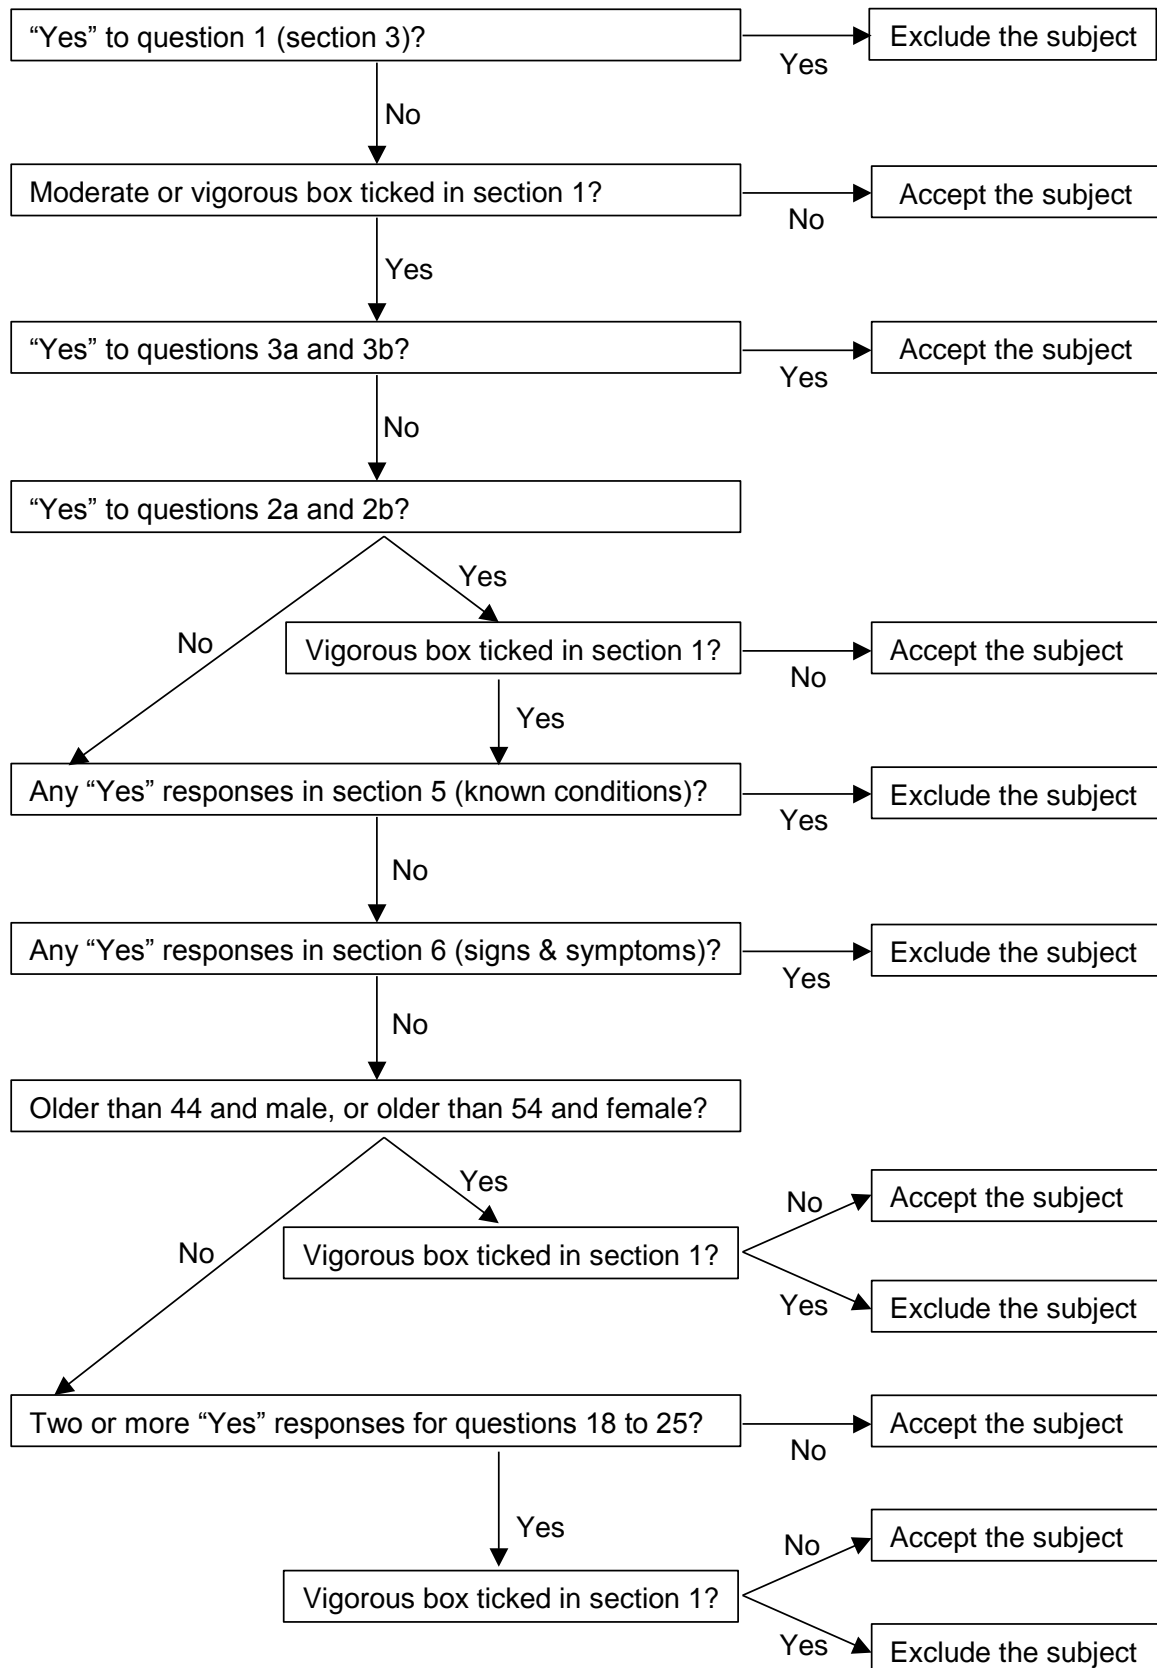 “Yes” to question 1 (section 3)?
Exclude the subject
Yes
No
Moderate or vigorous box ticked in section 1?
Accept the subject
No
Yes
“Yes” to questions 3a and 3b?
Accept the subject
Yes
No
“Yes” to questions 2a and 2b?
Yes
No
Vigorous box ticked in section 1?
Accept the subject
No
Yes
Any “Yes” responses in section 5 (known conditions)?
Exclude the subject
Yes
No
Any “Yes” responses in section 6 (signs & symptoms)?
Exclude the subject
Yes
No
Older than 44 and male, or older than 54 and female?
Yes
No
Accept the subject
No
Vigorous box ticked in section 1?
Yes
Exclude the subject
Two or more “Yes” responses for questions 18 to 25?
Accept the subject
No
Yes
No
Accept the subject
Vigorous box ticked in section 1?
Yes
Exclude the subject